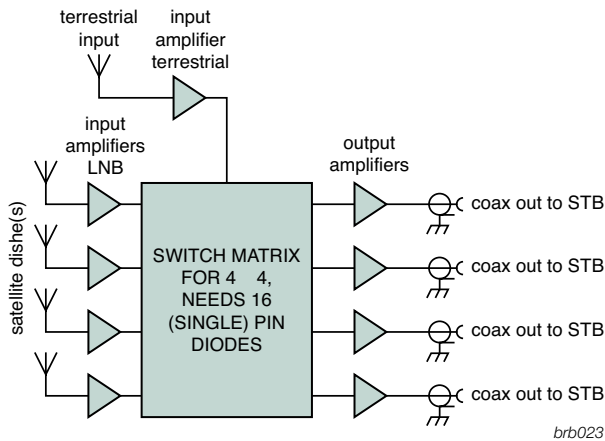 terrestrial
input
input
amplifier
terrestrial
input
amplifiers
LNB
output
amplifiers
satellite dishe(s)
SWITCH MATRIX
FOR 4 4,
NEEDS 16
(SINGLE) PIN
DIODES
coax out to STB
coax out to STB
coax out to STB
coax out to STB
brb023